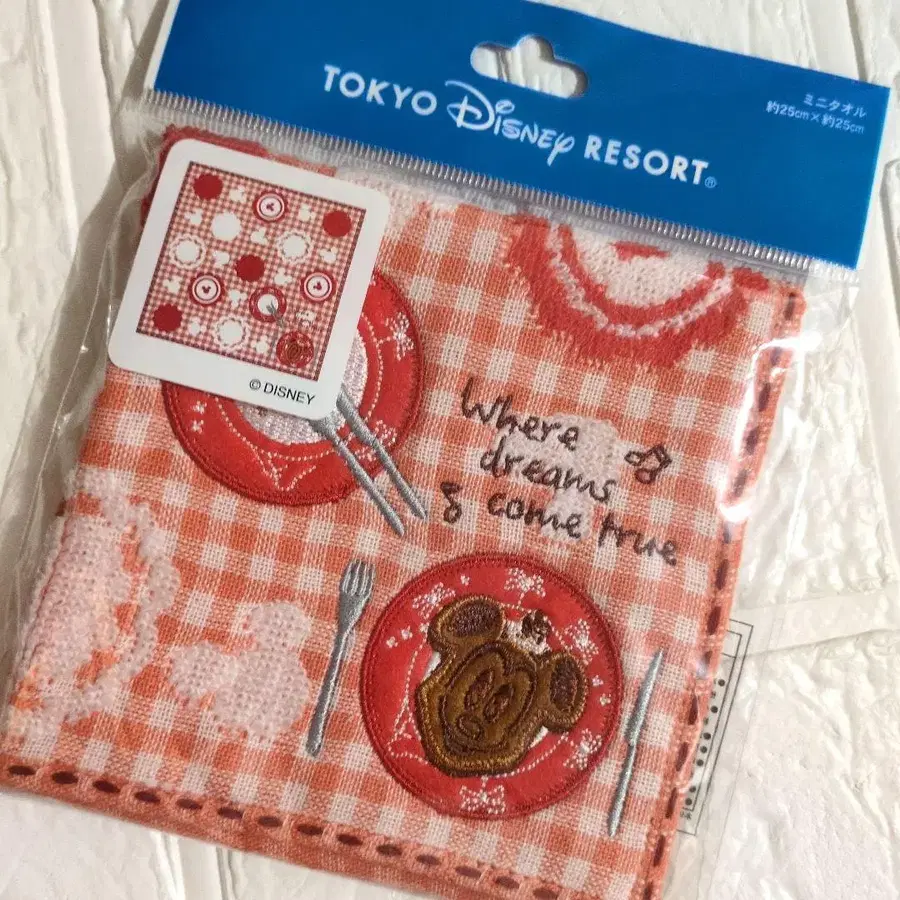 TOKYO Disney RESORT®
ミニタオル
約25cm×約25cm
© DISNEY
Where
dreams
come true